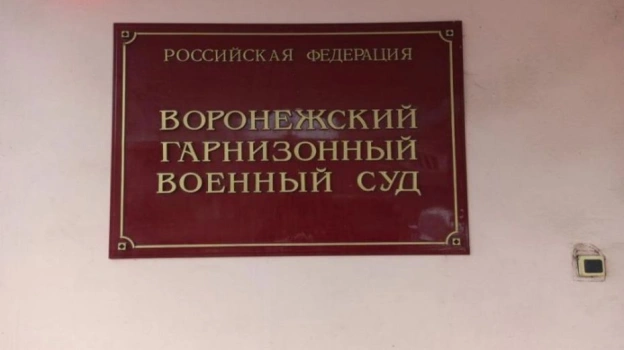 РОССИЙСКАЯ ФЕДЕРАЦИЯ
ВОРОНЕЖСКИЙ
ГАРНИЗОННЫЙ
ВОЕННЫЙ СУД